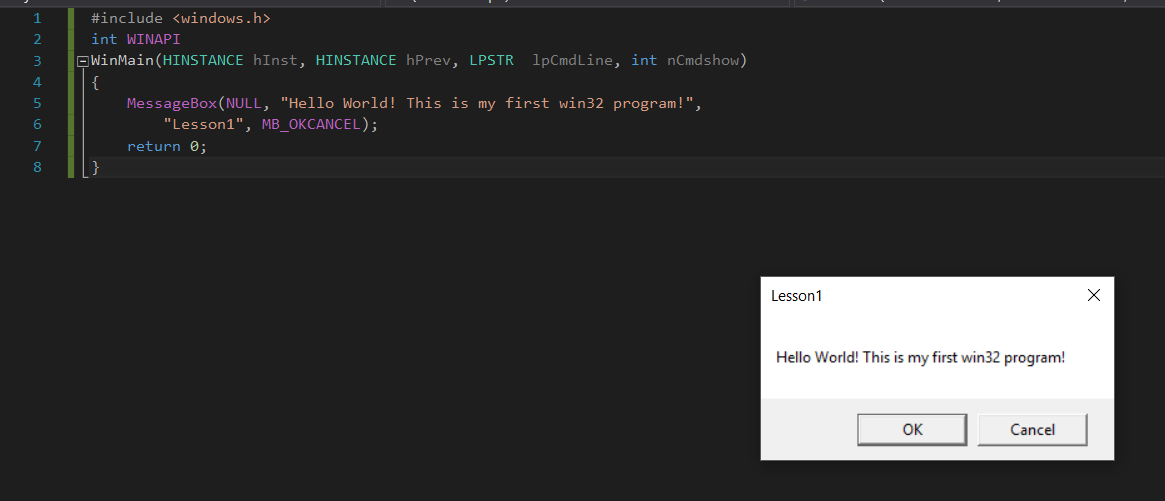 1 #include <windows.h>
2 int WINAPI
3 WinMain(HINSTANCE hInst, HINSTANCE hPrev, LPSTR  lpCmdLine, int nCmdshow)
4 {
5     MessageBox(NULL, "Hello World! This is my first win32 program!",
6         "Lesson1", MB_OKCANCEL);
7     return 0;
8 }
Lesson1
Hello World! This is my first win32 program!
OK Cancel